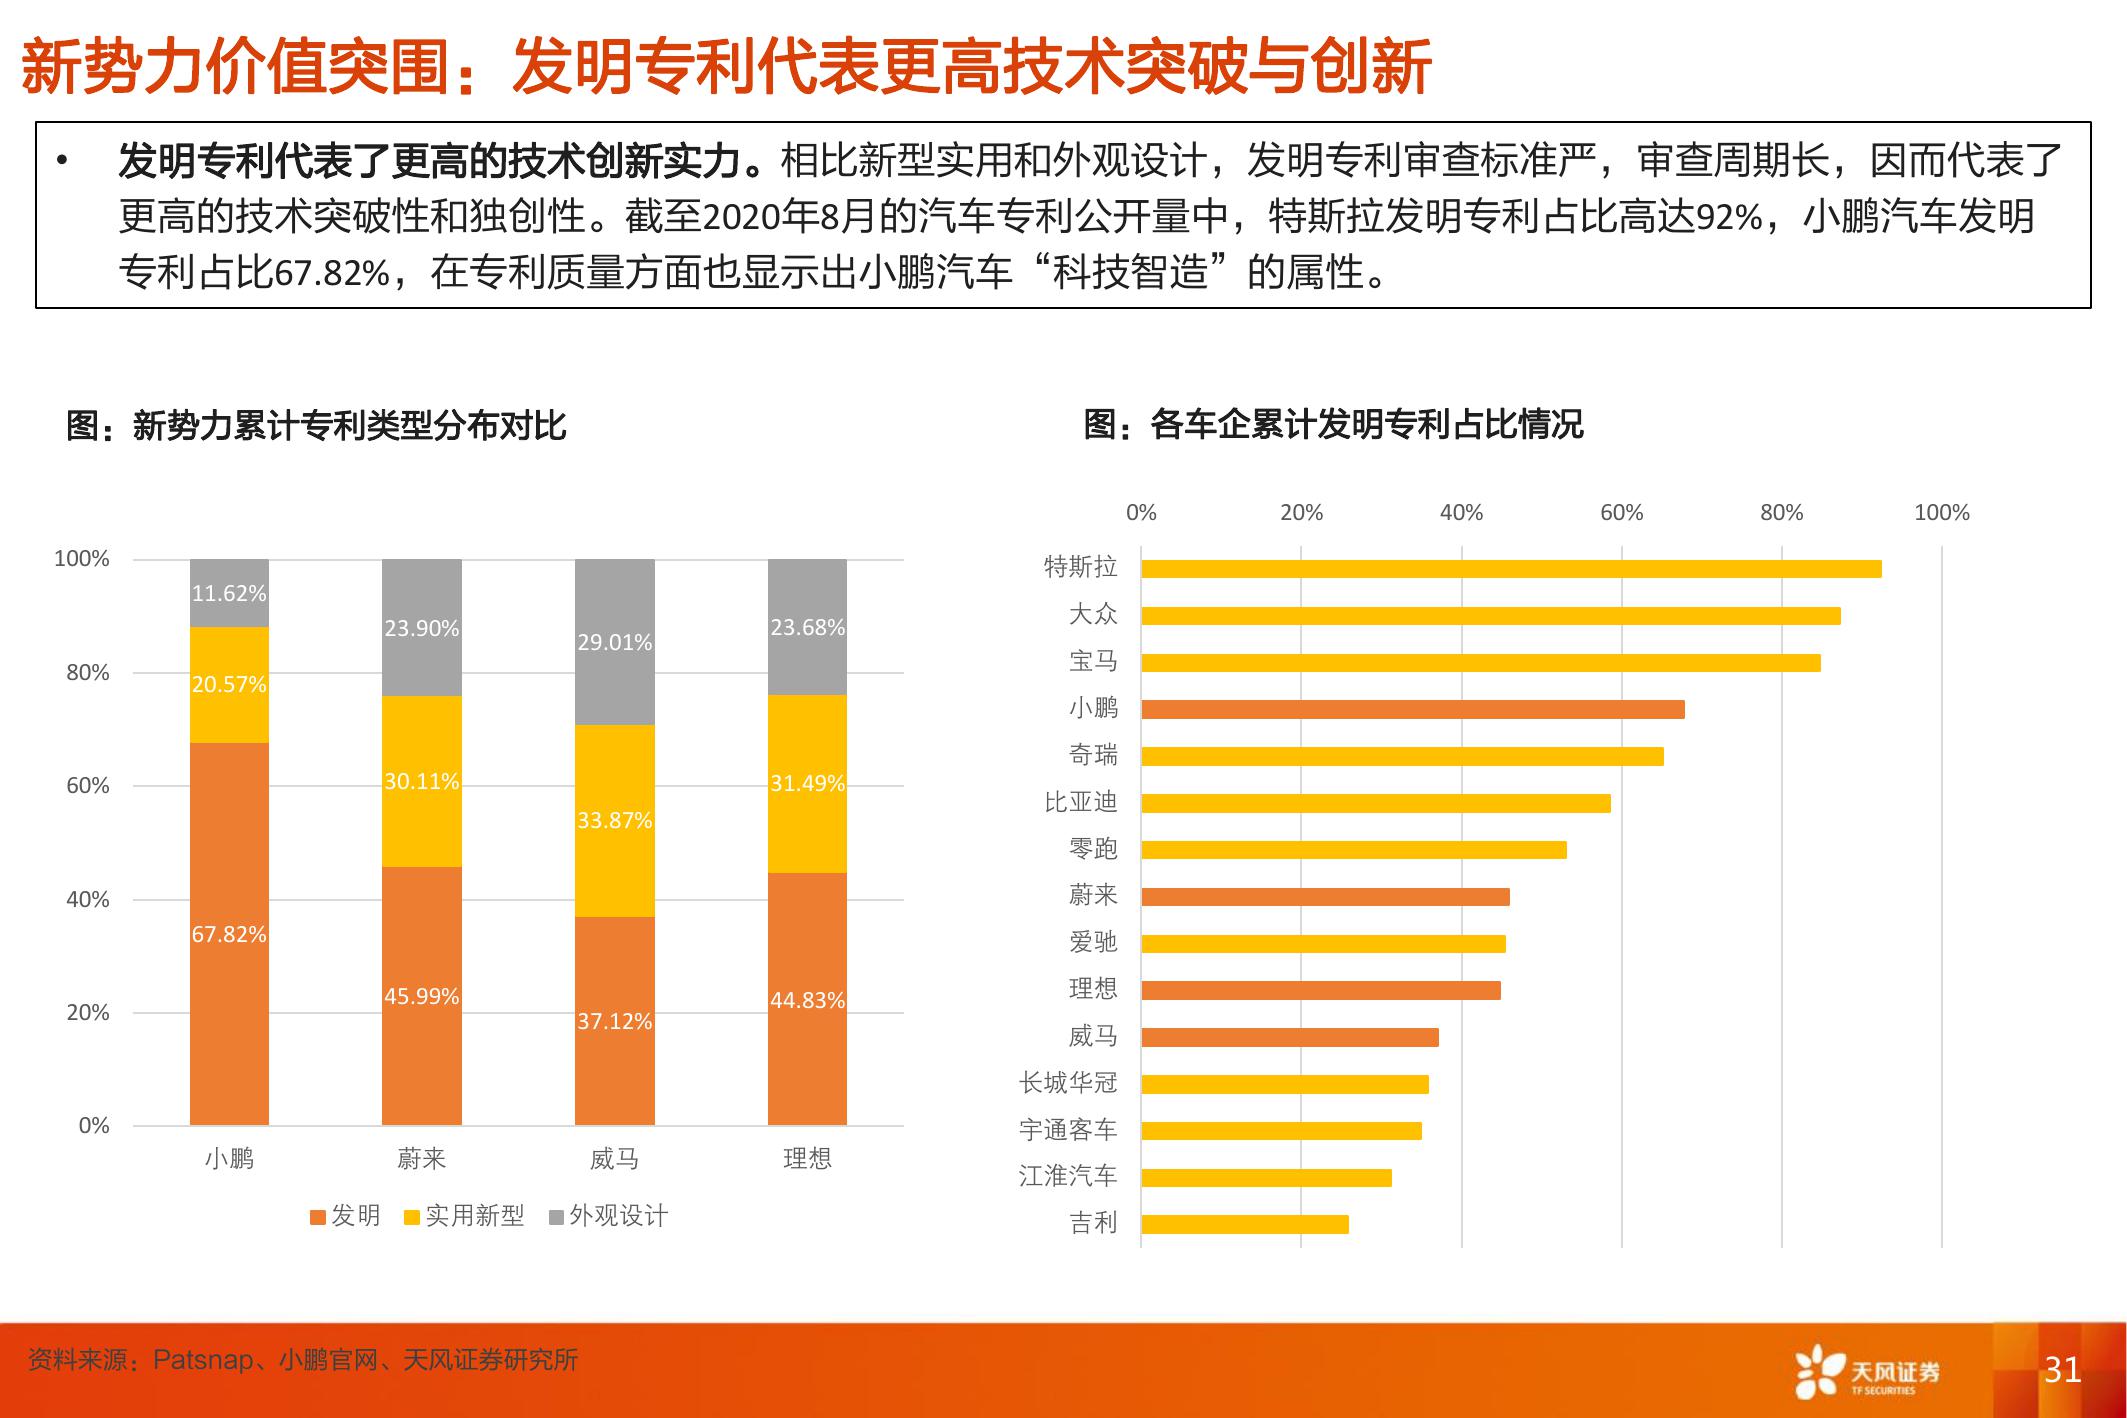 新势力价值突围：发明专利代表更高技术突破与创新
• 发明专利代表了更高的技术创新实力。相比新型实用和外观设计，发明专利审查标准严，审查周期长，因而代表了
更高的技术突破性和独创性。截至2020年8月的汽车专利公开量中，特斯拉发明专利占比高达92%，小鹏汽车发明
专利占比67.82%，在专利质量方面也显示出小鹏汽车“科技智造”的属性。
图：新势力累计专利类型分布对比
100%
80%
60%
40%
20%
0%
11.62%
20.57%
67.82%
23.90%
30.11%
45.99%
29.01%
33.87%
37.12%
23.68%
31.49%
44.83%
小鹏
蔚来
威马
理想
发明 实用新型 外观设计
图：各车企累计发明专利占比情况
0% 20% 40% 60% 80% 100%
特斯拉
大众
宝马
小鹏
奇瑞
比亚迪
零跑
蔚来
爱驰
理想
威马
长城华冠
宇通客车
江淮汽车
吉利
资料来源：Patsnap、小鹏官网、天风证券研究所
天风证券
TF SECURITIES
31